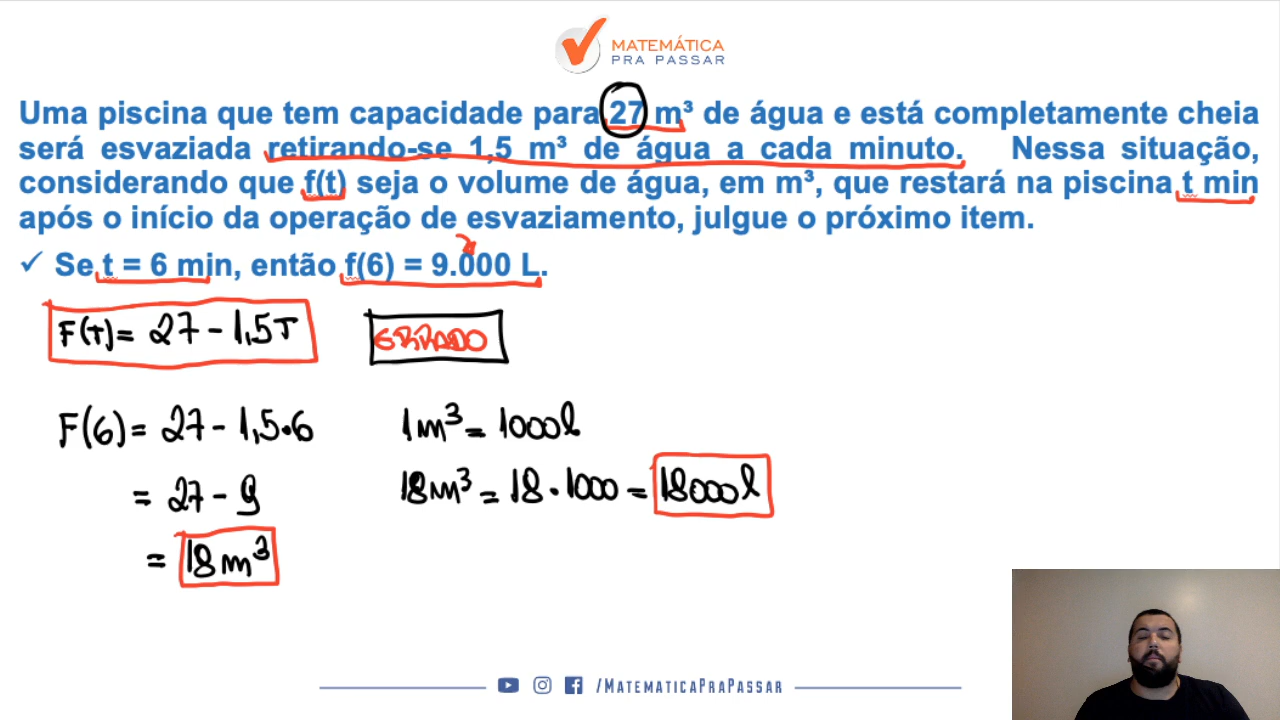 MATEMÁTICA
PRA PASSAR
Uma piscina que tem capacidade para 27 m³ de água e está completamente cheia
será esvaziada retirando-se 1,5 m³ de água a cada minuto. Nessa situação,
considerando que f(t) seja o volume de água, em m³, que restará na piscina t min
após o início da operação de esvaziamento, julgue o próximo item.
✓ Se t = 6 min, então f(6) = 9.000 L.
F(T) = 27 - 1,5T
ERRADO
F(6) = 27 - 1,5.6
= 27 - 9
= 18 m³
1m³ = 1000l
18m³ = 18 . 1000 = 18000l
/MATEMATICAPRAPASSAR